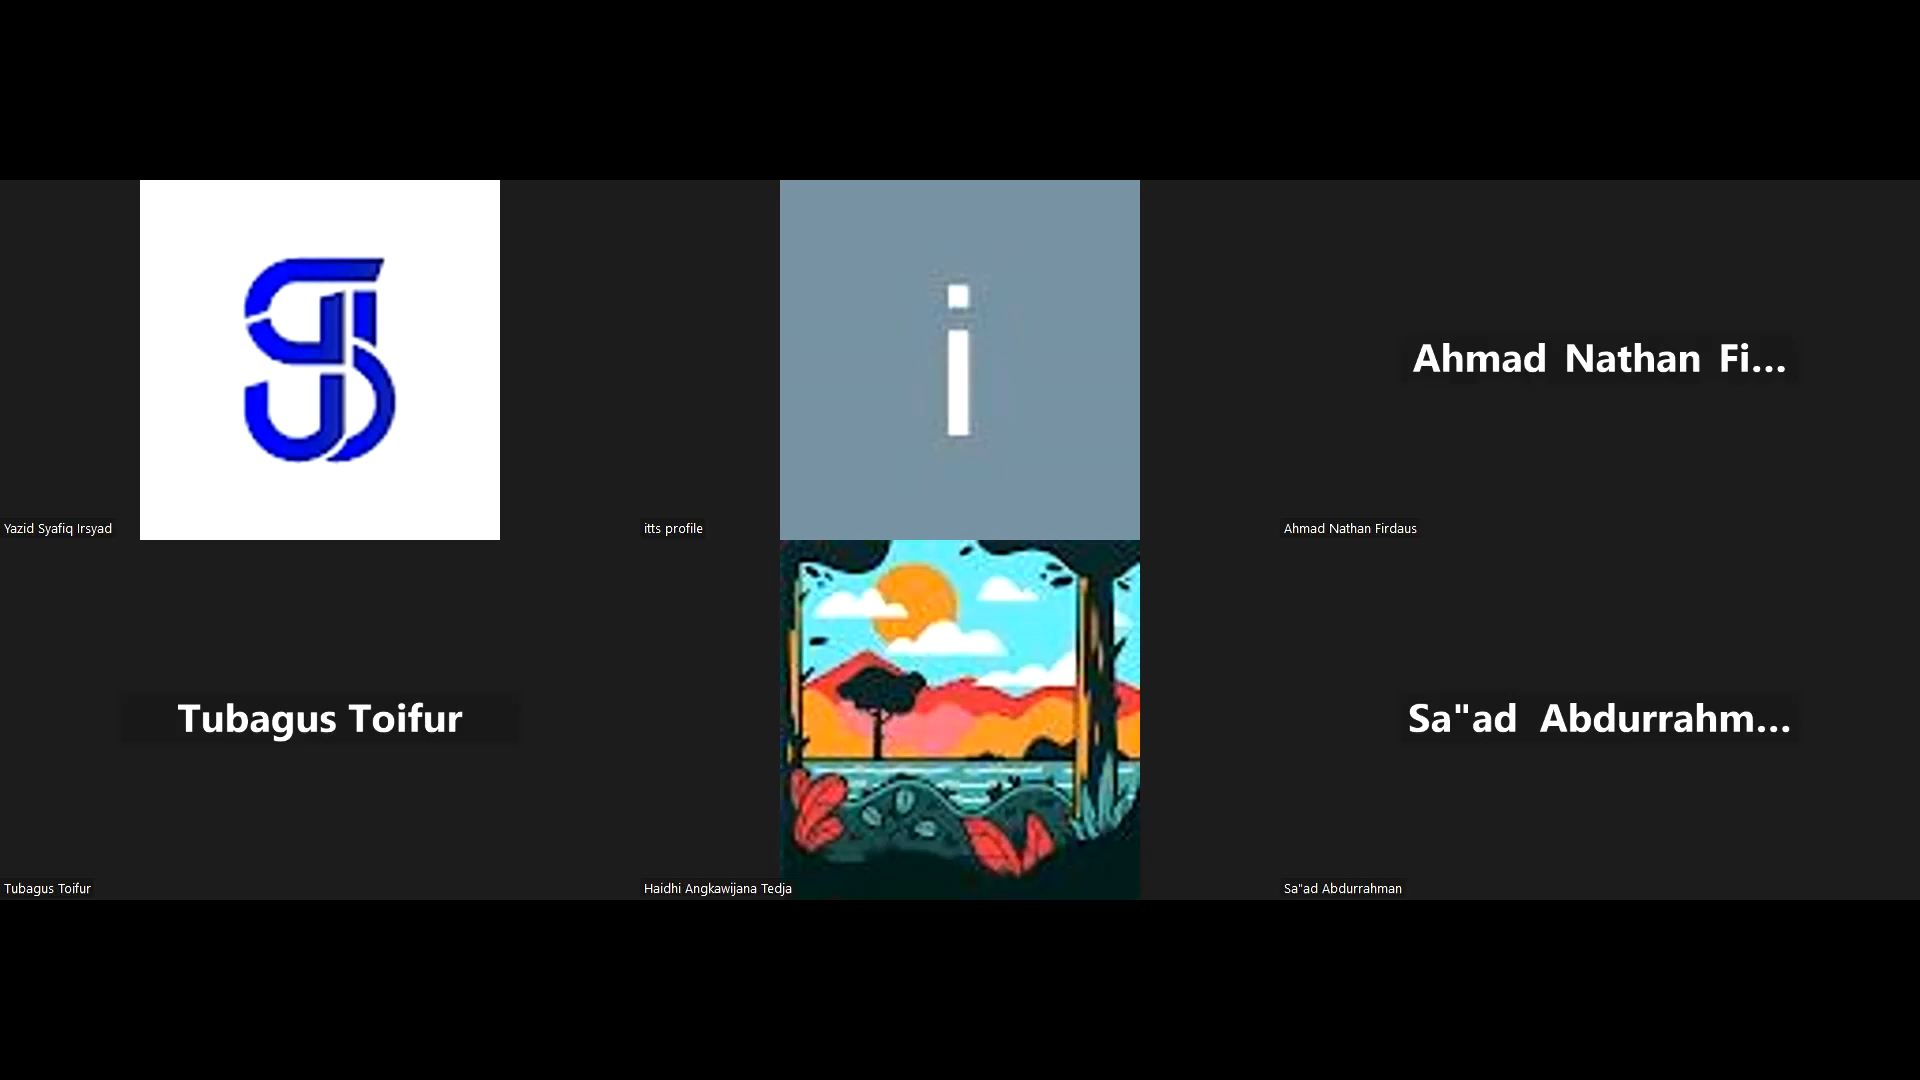 i
Yazid Syafiq Irsyad
itts profile
Ahmad Nathan Fi...
Ahmad Nathan Firdaus
Tubagus Toifur
Tubagus Toifur
Haidhi Angkawijana Tedja
Sa"ad Abdurrahm...
Sa"ad Abdurrahman